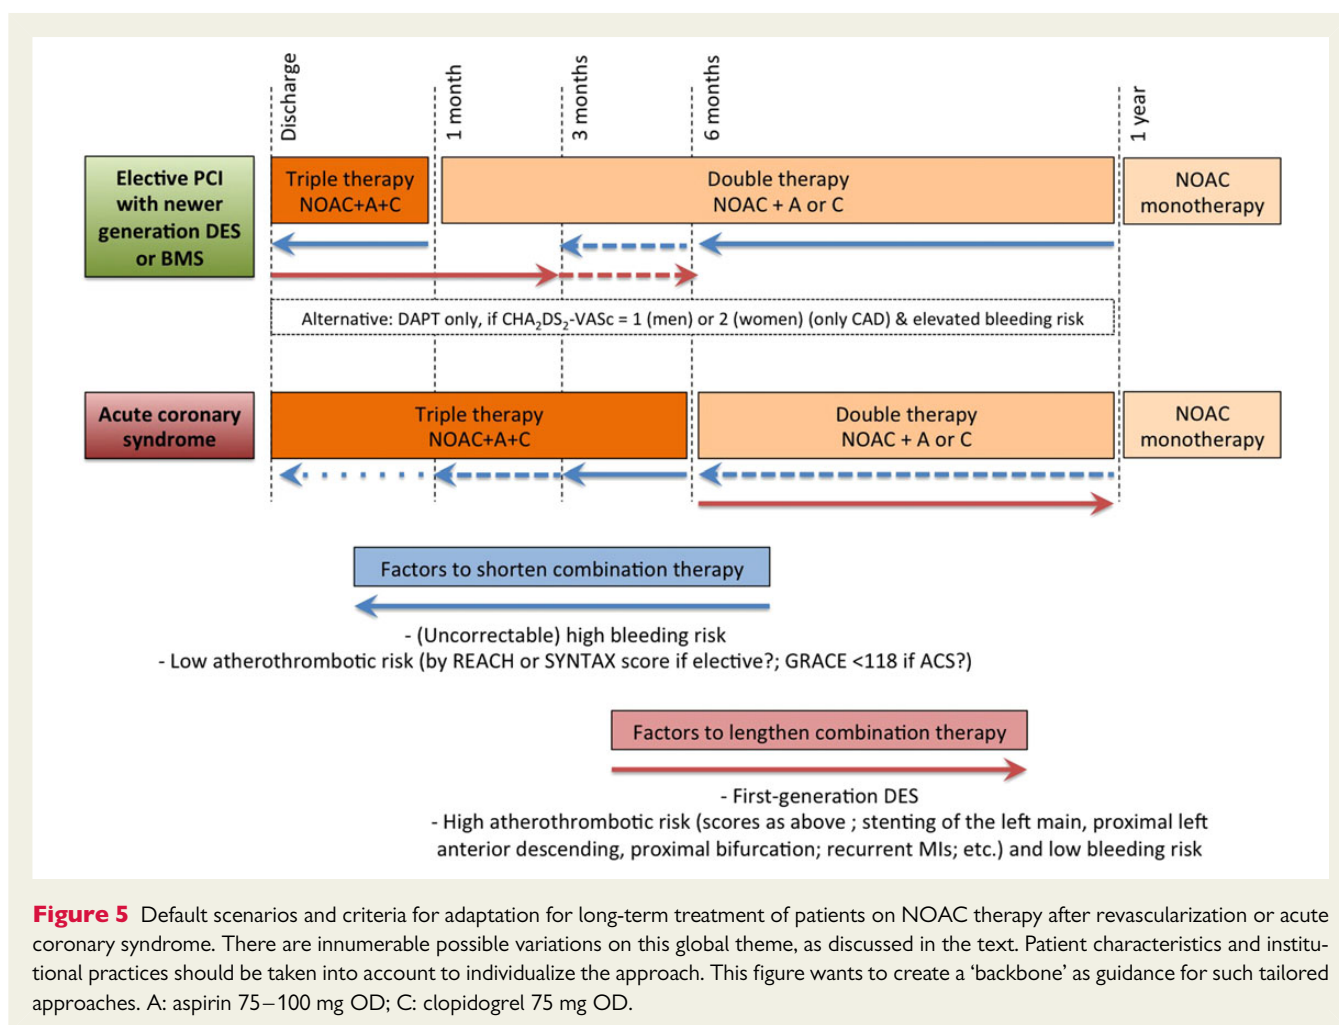 Discharge
1 month
3 months
6 months
1 year
Elective PCI
with newer
generation DES
or BMS
Triple therapy
NOAC+A+C
Double therapy
NOAC + A or C
NOAC
monotherapy
Alternative: DAPT only, if CHA₂DS₂-VASc = 1 (men) or 2 (women) (only CAD) & elevated bleeding risk
Acute coronary
syndrome
Triple therapy
NOAC+A+C
Double therapy
NOAC + A or C
NOAC
monotherapy
Factors to shorten combination therapy
- (Uncorrectable) high bleeding risk
- Low atherothrombotic risk (by REACH or SYNTAX score if elective?; GRACE <118 if ACS?)
Factors to lengthen combination therapy
- First-generation DES
- High atherothrombotic risk (scores as above ; stenting of the left main, proximal left
anterior descending, proximal bifurcation; recurrent MIs; etc.) and low bleeding risk
Figure 5 Default scenarios and criteria for adaptation for long-term treatment of patients on NOAC therapy after revascularization or acute
coronary syndrome. There are innumerable possible variations on this global theme, as discussed in the text. Patient characteristics and institu-
tional practices should be taken into account to individualize the approach. This figure wants to create a ‘backbone’ as guidance for such tailored
approaches. A: aspirin 75–100 mg OD; C: clopidogrel 75 mg OD.